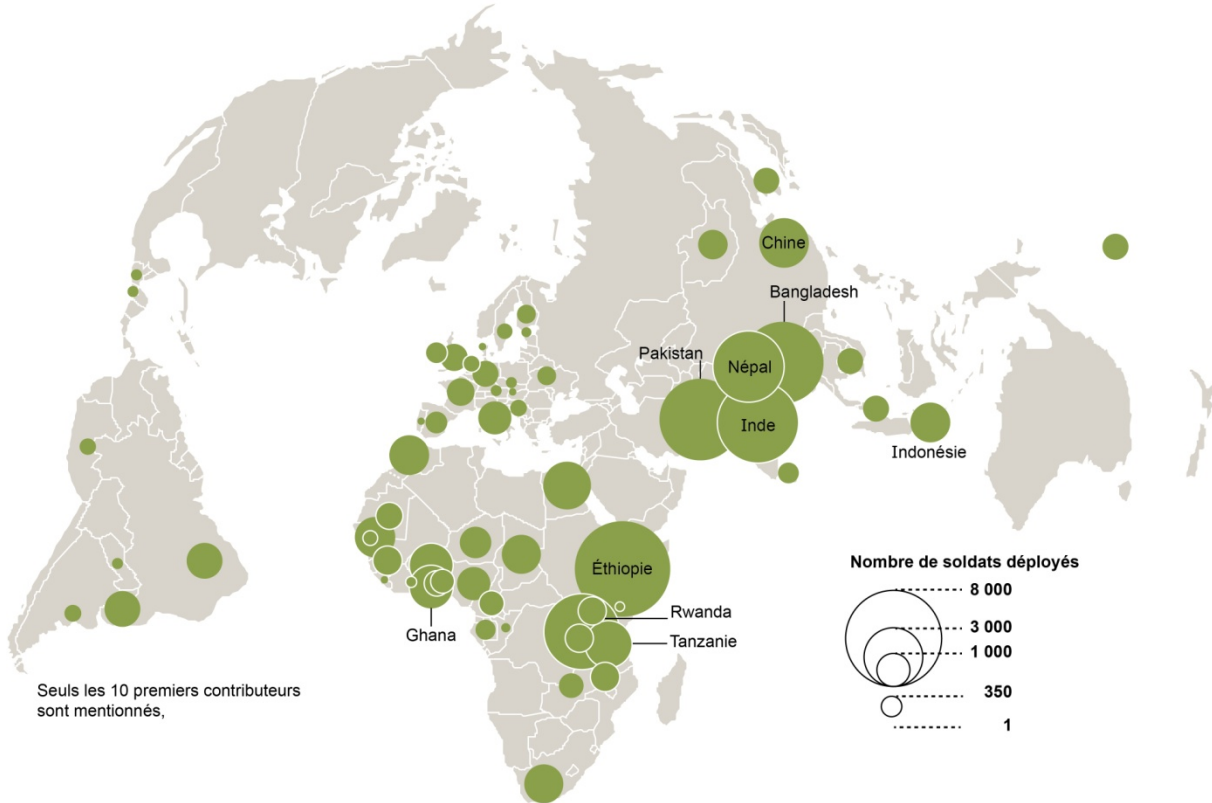 Chine
Bangladesh
Pakistan
Népal
Inde
Indonésie
Éthiopie
Rwanda
Ghana
Tanzanie
Nombre de soldats déployés
8 000
3 000
1 000
350
1
Seuls les 10 premiers contributeurs
sont mentionnés,